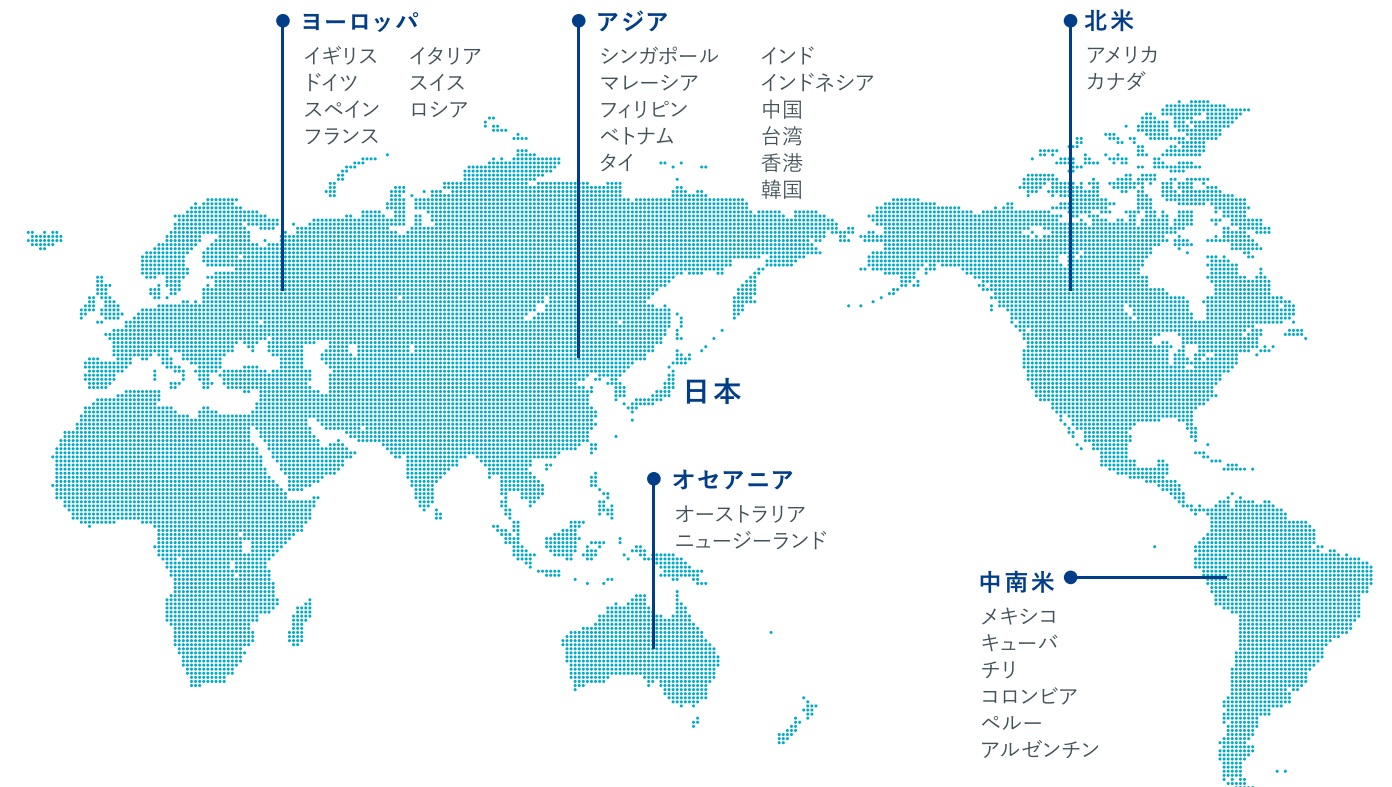 ヨーロッパ
イギリス
ドイツ
スペイン
フランス
イタリア
スイス
ロシア
アジア
シンガポール
マレーシア
フィリピン
ベトナム
タイ
インド
インドネシア
中国
台湾
香港
韓国
北米
アメリカ
カナダ
日本
オセアニア
オーストラリア
ニュージーランド
中南米
メキシコ
キューバ
チリ
コロンビア
ペルー
アルゼンチン